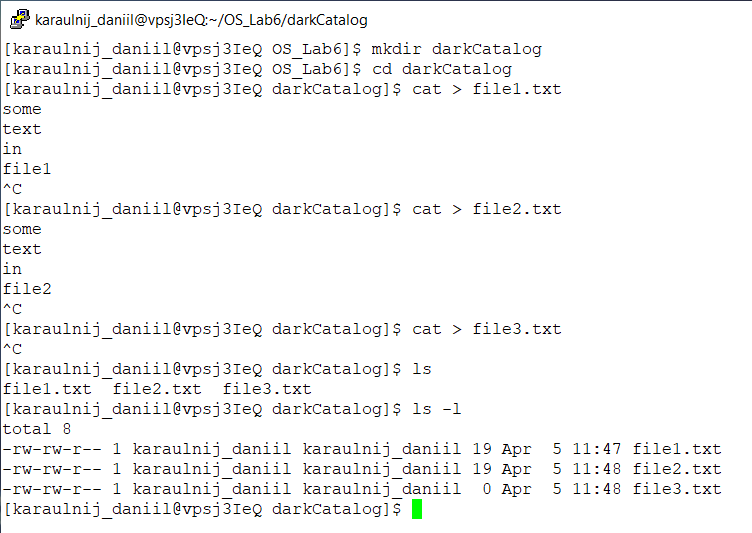 karaulnij_daniil@vpsj3IeQ:~/OS_Lab6/darkCatalog
[karaulnij_daniil@vpsj3IeQ OS_Lab6]$ mkdir darkCatalog
[karaulnij_daniil@vpsj3IeQ OS_Lab6]$ cd darkCatalog
[karaulnij_daniil@vpsj3IeQ darkCatalog]$ cat > file1.txt
some
text
in
file1
^C
[karaulnij_daniil@vpsj3IeQ darkCatalog]$ cat > file2.txt
some
text
in
file2
^C
[karaulnij_daniil@vpsj3IeQ darkCatalog]$ cat > file3.txt
^C
[karaulnij_daniil@vpsj3IeQ darkCatalog]$ ls
file1.txt  file2.txt  file3.txt
[karaulnij_daniil@vpsj3IeQ darkCatalog]$ ls -l
total 8
-rw-rw-r-- 1 karaulnij_daniil karaulnij_daniil 19 Apr  5 11:47 file1.txt
-rw-rw-r-- 1 karaulnij_daniil karaulnij_daniil 19 Apr  5 11:48 file2.txt
-rw-rw-r-- 1 karaulnij_daniil karaulnij_daniil  0 Apr  5 11:48 file3.txt
[karaulnij_daniil@vpsj3IeQ darkCatalog]$